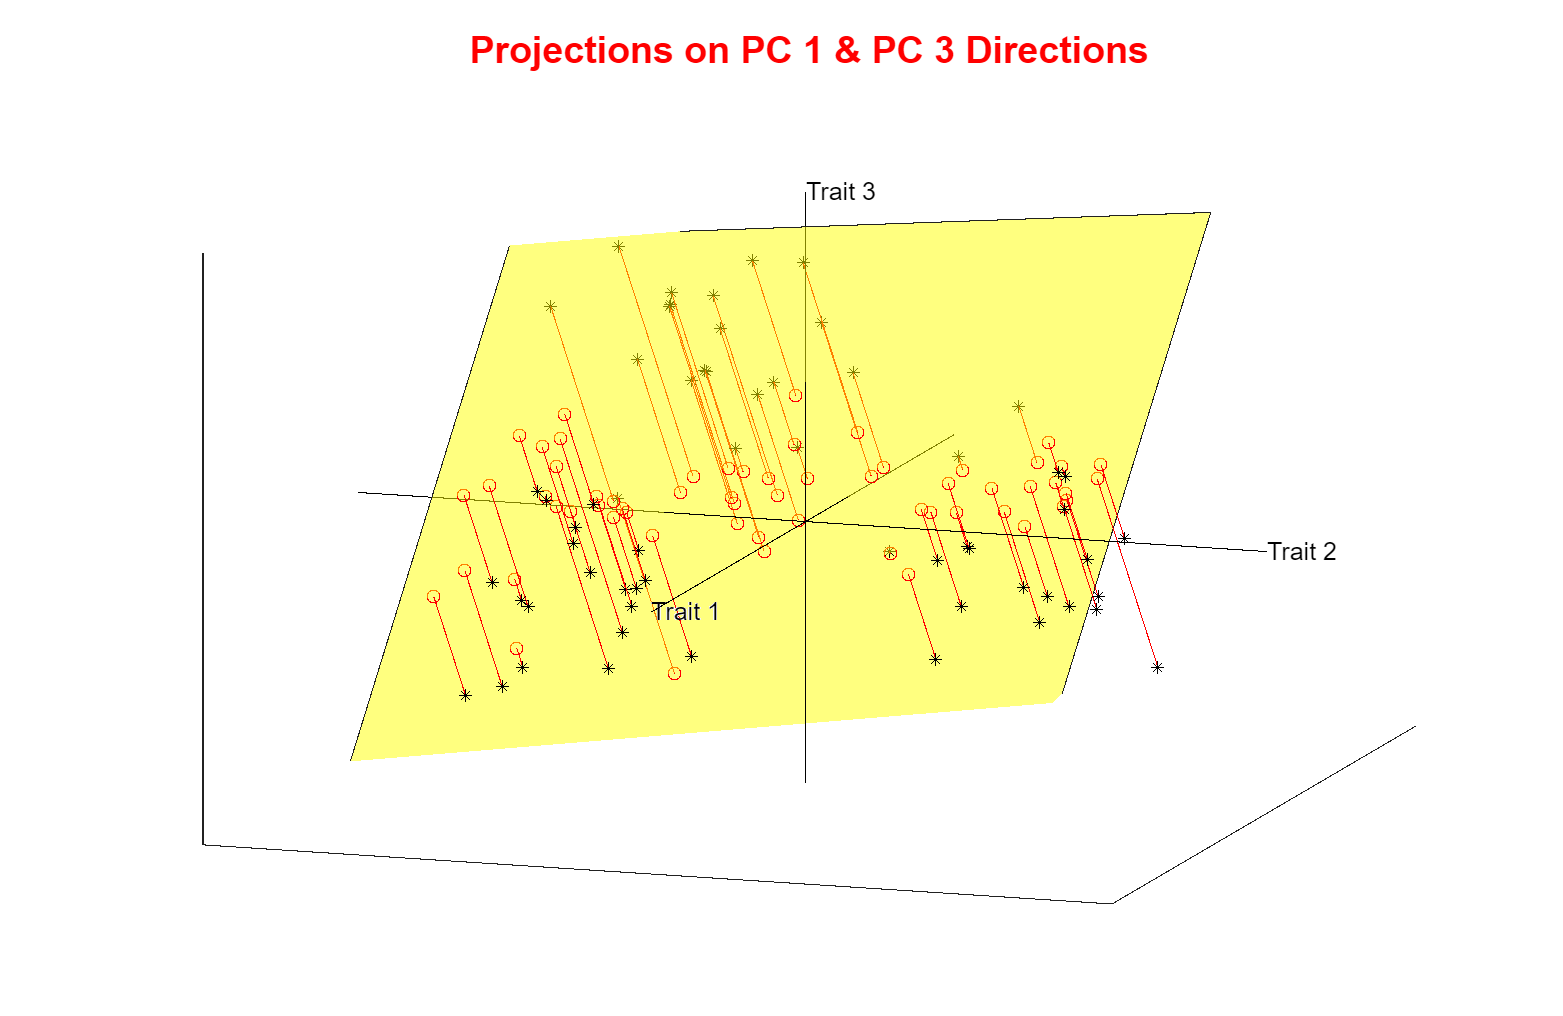 Projections on PC 1 & PC 3 Directions
Trait 3
Trait 2
Trait 1